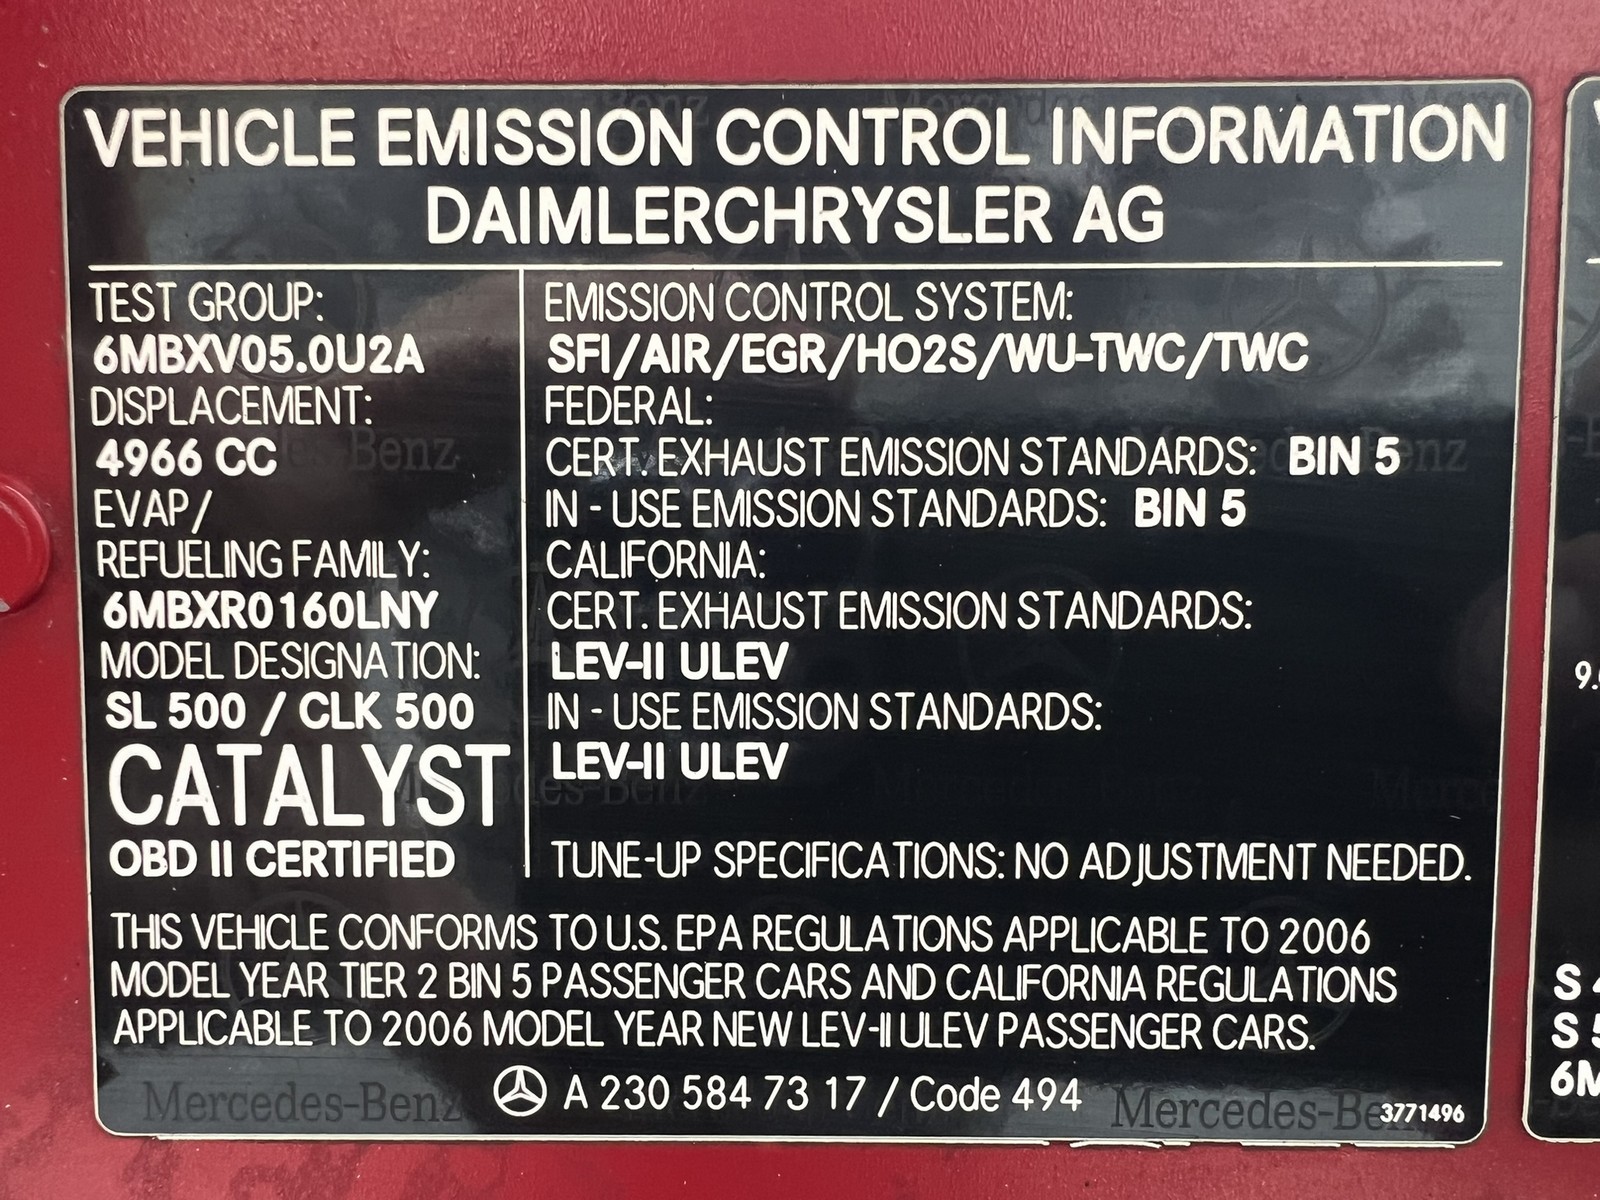 VEHICLE EMISSION CONTROL INFORMATION
DAIMLERCHRYSLER AG
TEST GROUP:
6MBXV05.0U2A
DISPLACEMENT:
4966 CC
EVAP/
REFUELING FAMILY:
6MBXR0160LNY
MODEL DESIGNATION:
SL 500 / CLK 500
CATALYST
OBD II CERTIFIED
EMISSION CONTROL SYSTEM:
SFI/AIR/EGR/HO2S/WU-TWC/TWC
FEDERAL:
CERT. EXHAUST EMISSION STANDARDS: BIN 5
IN - USE EMISSION STANDARDS: BIN 5
CALIFORNIA:
CERT. EXHAUST EMISSION STANDARDS:
LEV-II ULEV
IN - USE EMISSION STANDARDS:
LEV-II ULEV
TUNE-UP SPECIFICATIONS: NO ADJUSTMENT NEEDED.
THIS VEHICLE CONFORMS TO U.S. EPA REGULATIONS APPLICABLE TO 2006
MODEL YEAR TIER 2 BIN 5 PASSENGER CARS AND CALIFORNIA REGULATIONS
APPLICABLE TO 2006 MODEL YEAR NEW LEV-II ULEV PASSENGER CARS.
Mercedes-Benz A 230 584 73 17 / Code 494 Mercedes-Be 3771496
9.
S 4
S 5
6M